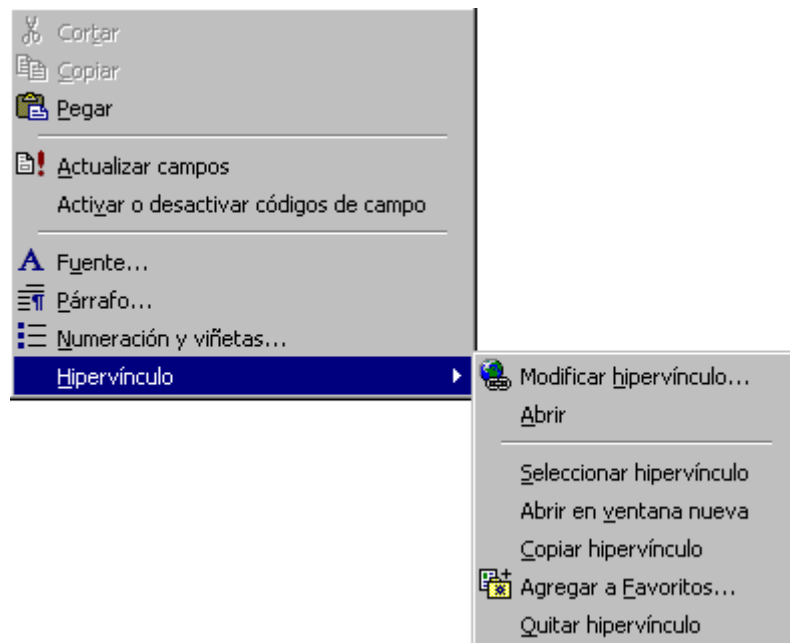 Cortar
Copiar
Pegar
Actualizar campos
Activar o desactivar códigos de campo
Fuente...
Párrafo...
Numeración y viñetas...
Hipervínculo
Modificar hipervínculo...
Abrir
Seleccionar hipervínculo
Abrir en ventana nueva
Copiar hipervínculo
Agregar a Favoritos...
Quitar hipervínculo